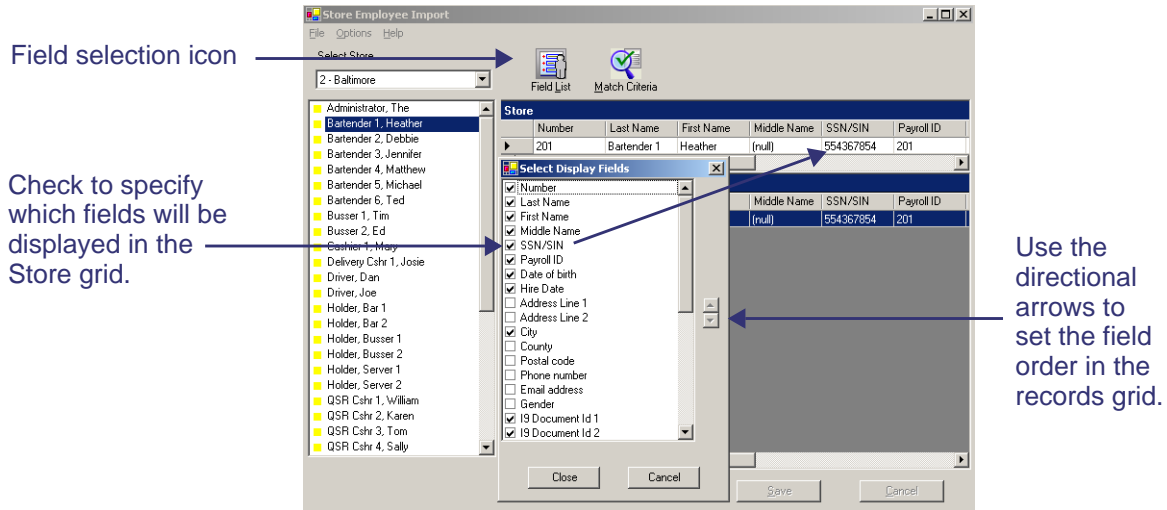 Store Employee Import
File Options Help
Field selection icon
Select Store
2 - Baltimore
Field List
Match Criteria
Administrator, The
Bartender 1, Heather
Bartender 2, Debbie
Bartender 3, Jennifer
Bartender 4, Matthew
Bartender 5, Michael
Bartender 6, Ted
Busser 1, Tim
Busser 2, Ed
Cashier 1, Mary
Delivery Cshr 1, Josie
Driver, Dan
Driver, Joe
Holder, Bar 1
Holder, Bar 2
Holder, Busser 1
Holder, Busser 2
Holder, Server 1
Holder, Server 2
QSR Cshr 1, William
QSR Cshr 2, Karen
QSR Cshr 3, Tom
QSR Cshr 4, Sally
Store
Number Last Name First Name Middle Name SSN/SIN Payroll ID
201 Bartender 1 Heather (null) 554367854 201
Middle Name SSN/SIN Payroll ID
(null) 554367854 201
Select Display Fields
Number
Last Name
First Name
Middle Name
SSN/SIN
Payroll ID
Date of birth
Hire Date
Address Line 1
Address Line 2
City
County
Postal code
Phone number
Email address
Gender
I9 Document Id 1
I9 Document Id 2
Close
Cancel
Save
Cancel
Check to specify
which fields will be
displayed in the
Store grid.
Use the
directional
arrows to
set the field
order in the
records grid.